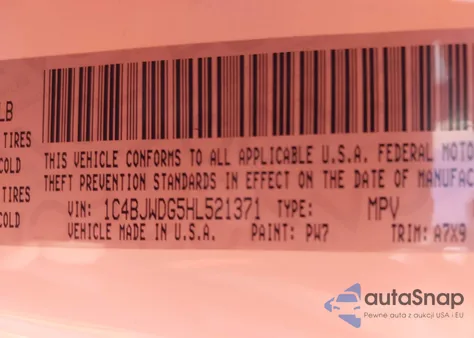 LB
TIRES
COLD
THIS VEHICLE CONFORMS TO ALL APPLICABLE U.S.A. FEDERAL MOTO
THEFT PREVENTION STANDARDS IN EFFECT ON THE DATE OF MANUFAC
TIRES
COLD
VIN: 1C4BJWDG5HL521371 TYPE: MPV
VEHICLE MADE IN U.S.A. PAINT: PW7 TRIM: A7X9
autoSnap
Pewne auta z aukcji USA i EU